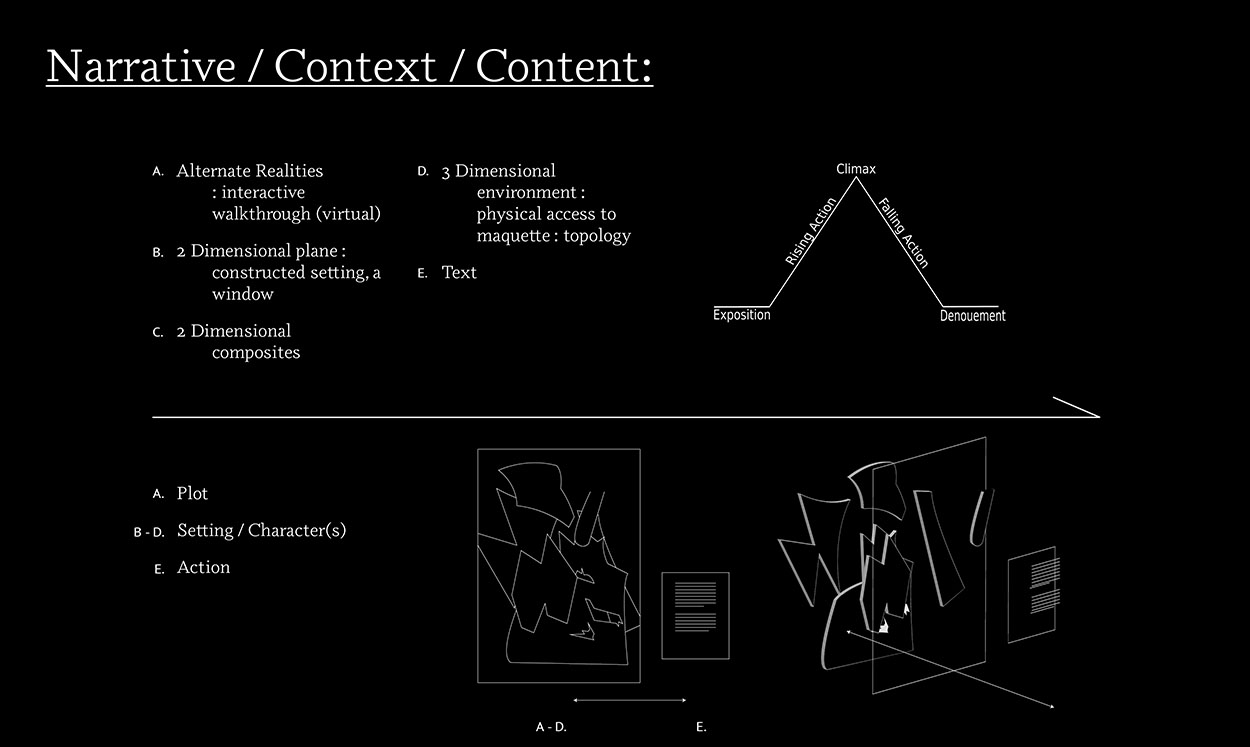 Narrative / Context / Content:
A. Alternate Realities
: interactive
walkthrough (virtual)
B. 2 Dimensional plane :
constructed setting, a
window
C. 2 Dimensional
composites
D. 3 Dimensional
environment :
physical access to
maquette : topology
E. Text
Climax
Rising Action
Falling Action
Exposition
Denouement
A. Plot
B - D. Setting / Character(s)
E. Action
A - D.
E.